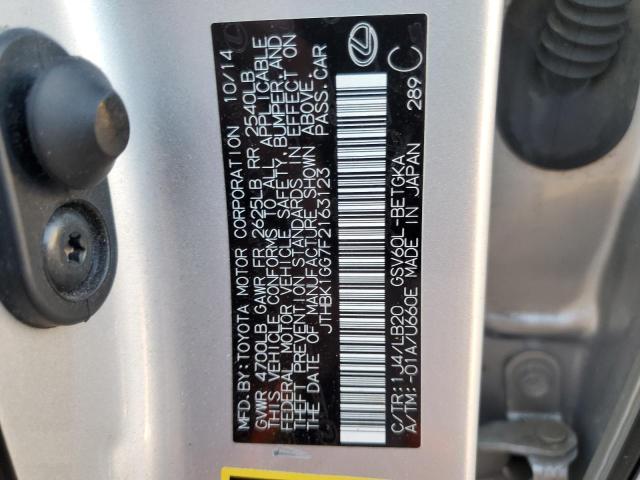 MFD.BY:TOYOTA MOTOR CORPORATION 10/14
GVWR 4700LB GAWR FR 2625LB RR 2540LB
THIS VEHICLE CONFORMS TO ALL APPLICABLE
FEDERAL MOTOR VEHICLE SAFETY, BUMPER, AND
THEFT PREVENTION STANDARDS IN EFFECT ON
THE DATE OF MANUFACTURE SHOWN ABOVE.
JTHBK1GG7F2163123 PASS.CAR
C/TR:1J4/LB20 GSV60L-BETGKA
A/TM:-01A/U660E MADE IN JAPAN
289 C